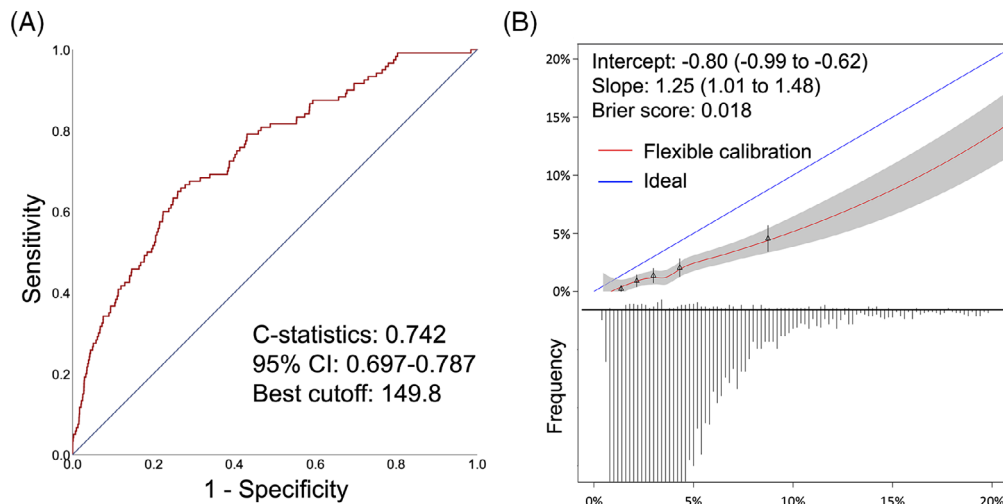 (A)
1.0
0.8
0.6
0.4
0.2
0.0
Sensitivity
C-statistics: 0.742
95% CI: 0.697-0.787
Best cutoff: 149.8
0.0
0.2
0.4
0.6
0.8
1.0
1 - Specificity
(B)
20%
15%
10%
5%
0%
Intercept: -0.80 (-0.99 to -0.62)
Slope: 1.25 (1.01 to 1.48)
Brier score: 0.018
Flexible calibration
Ideal
Frequency
0%
5%
10%
15%
20%